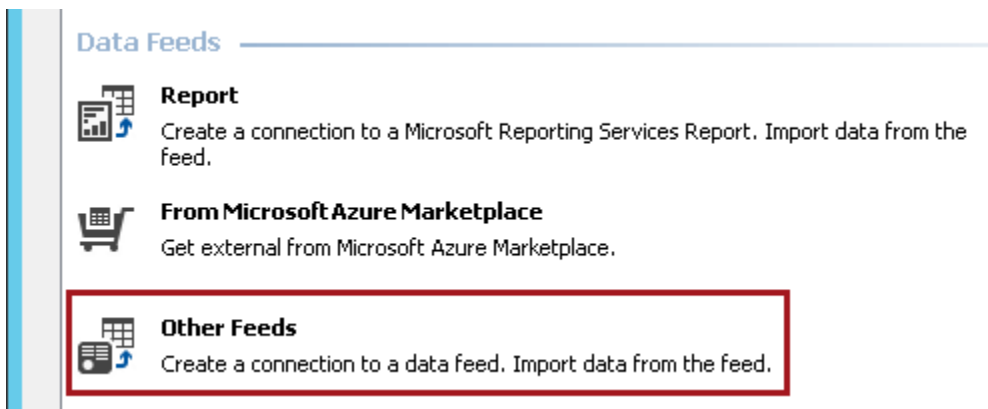 Data Feeds
Report
Create a connection to a Microsoft Reporting Services Report. Import data from the
feed.
From Microsoft Azure Marketplace
Get external from Microsoft Azure Marketplace.
Other Feeds
Create a connection to a data feed. Import data from the feed.